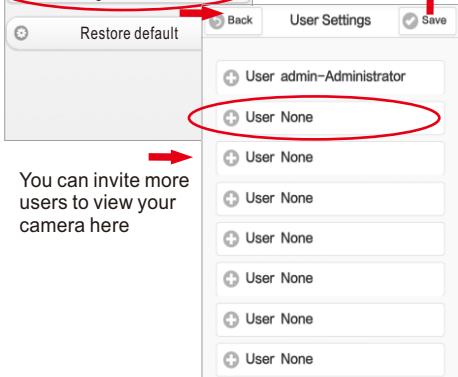 Restore default
Back
User Settings
Save
User admin-Administrator
User None
User None
User None
User None
User None
User None
User None
You can invite more
users to view your
camera here